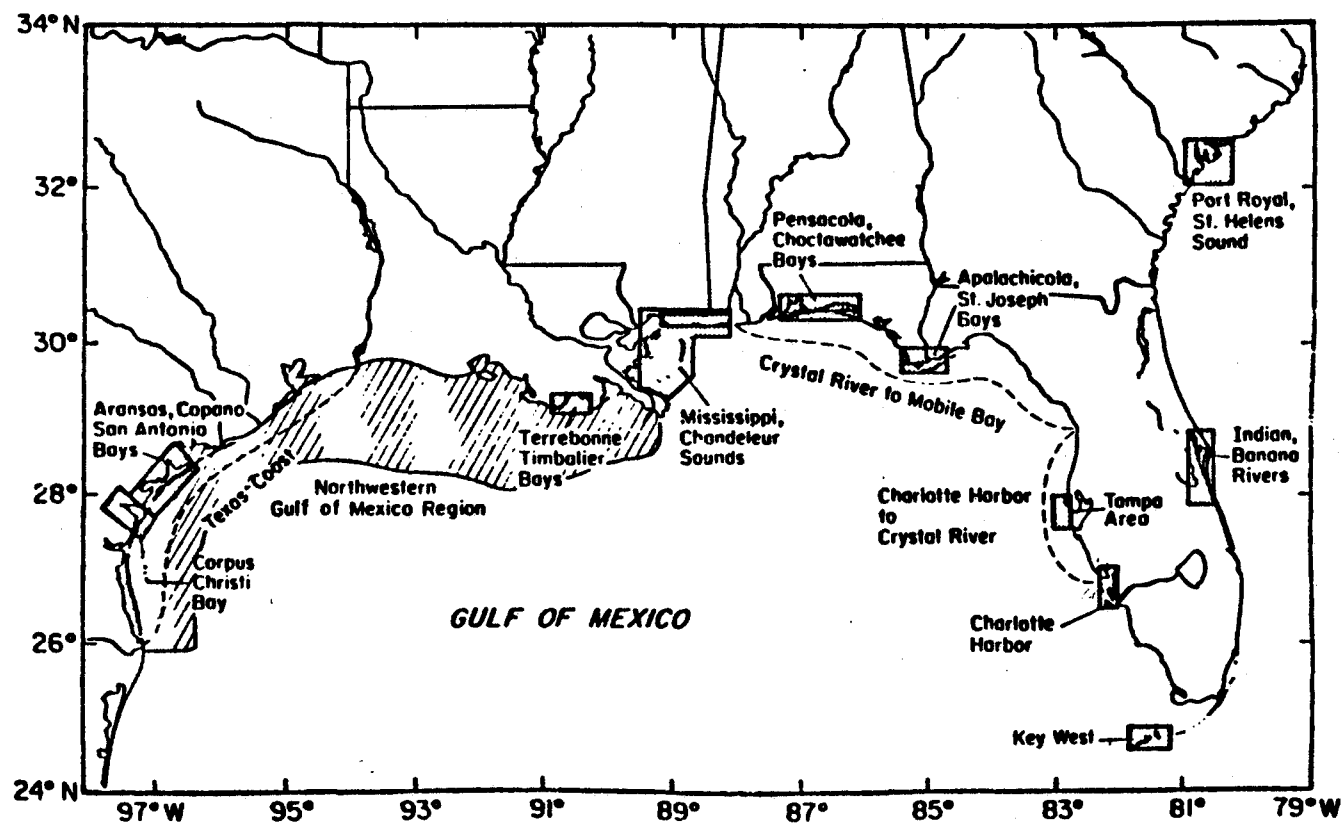 34° N
32°
30°
28°
26°
24° N
97° W
95°
93°
91°
89°
87°
85°
83°
81°
79° W
Port Royal,
St. Helens
Sound
Pensacola,
Choctawatchee
Bays
Apalachicola,
St. Joseph
Bays
Crystal River to Mobile Bay
Aransas, Copano
San Antonio
Bays
Terrebonne
Timbalier
Bays
Mississippi,
Chandeleur
Sounds
Indian,
Banana
Rivers
Texas-Coast
Northwestern
Gulf of Mexico Region
Charlotte Harbor
to
Crystal River
Tampa
Area
Corpus
Christi
Bay
GULF OF MEXICO
Charlotte
Harbor
Key West